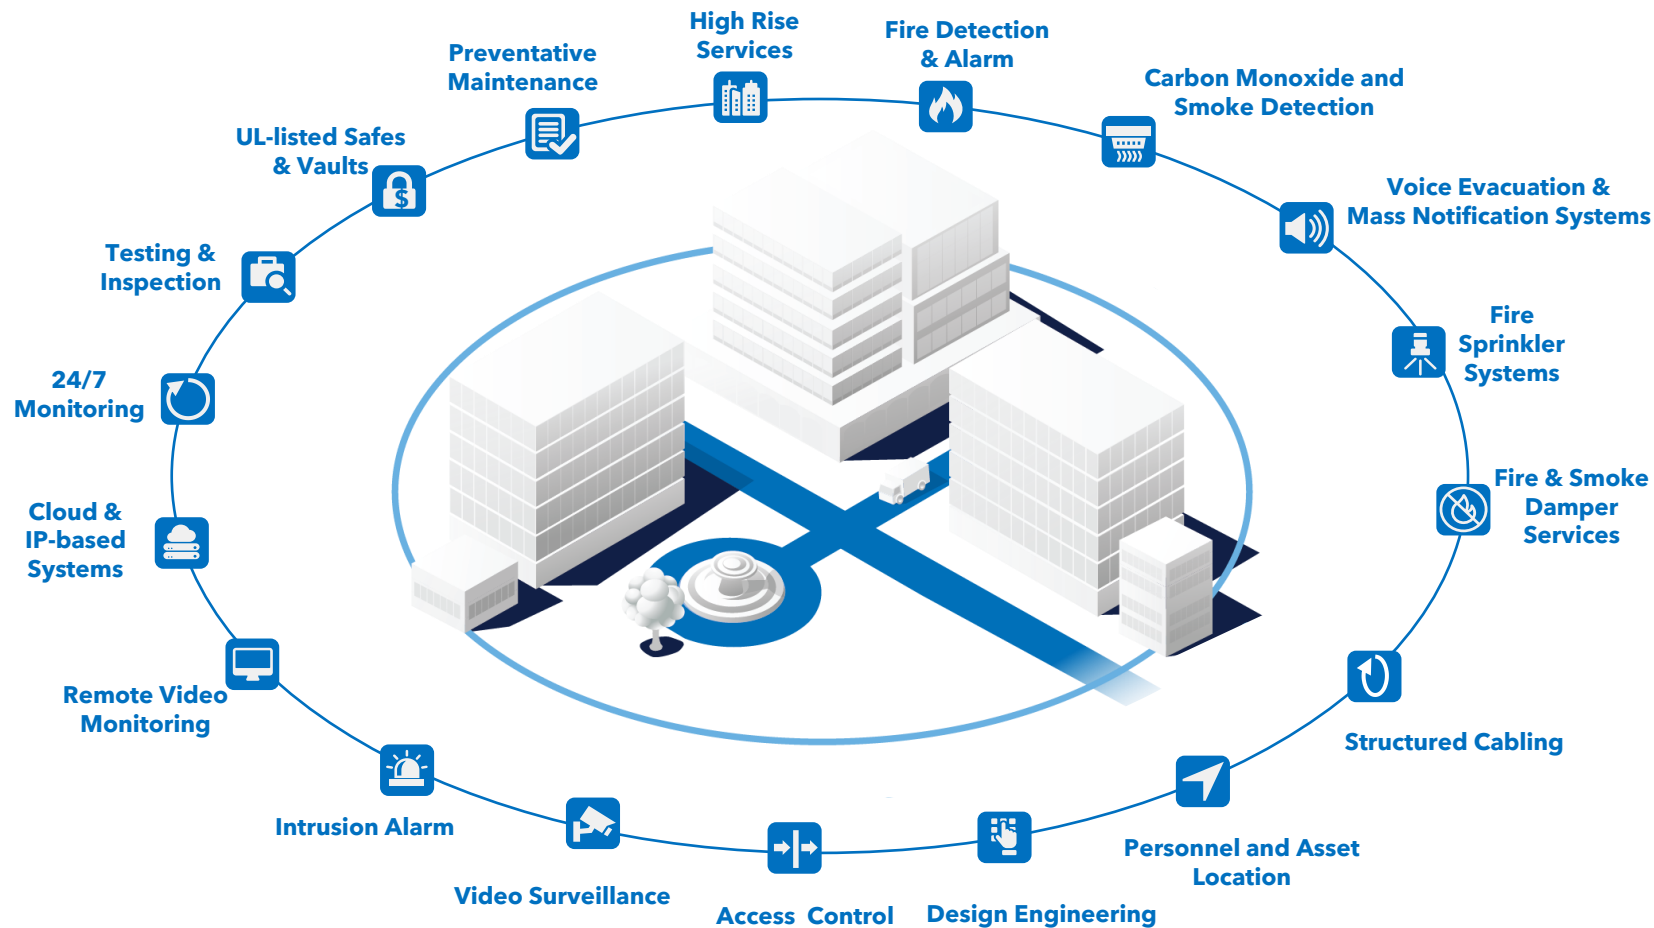 High Rise
Services
Fire Detection
& Alarm
Carbon Monoxide and
Smoke Detection
Voice Evacuation &
Mass Notification Systems
Fire
Sprinkler
Systems
Fire & Smoke
Damper
Services
Structured Cabling
Personnel and Asset
Location
Design Engineering
Access Control
Video Surveillance
Intrusion Alarm
Remote Video
Monitoring
Cloud &
IP-based
Systems
24/7
Monitoring
Testing &
Inspection
UL-listed Safes
& Vaults
$
Preventative
Maintenance